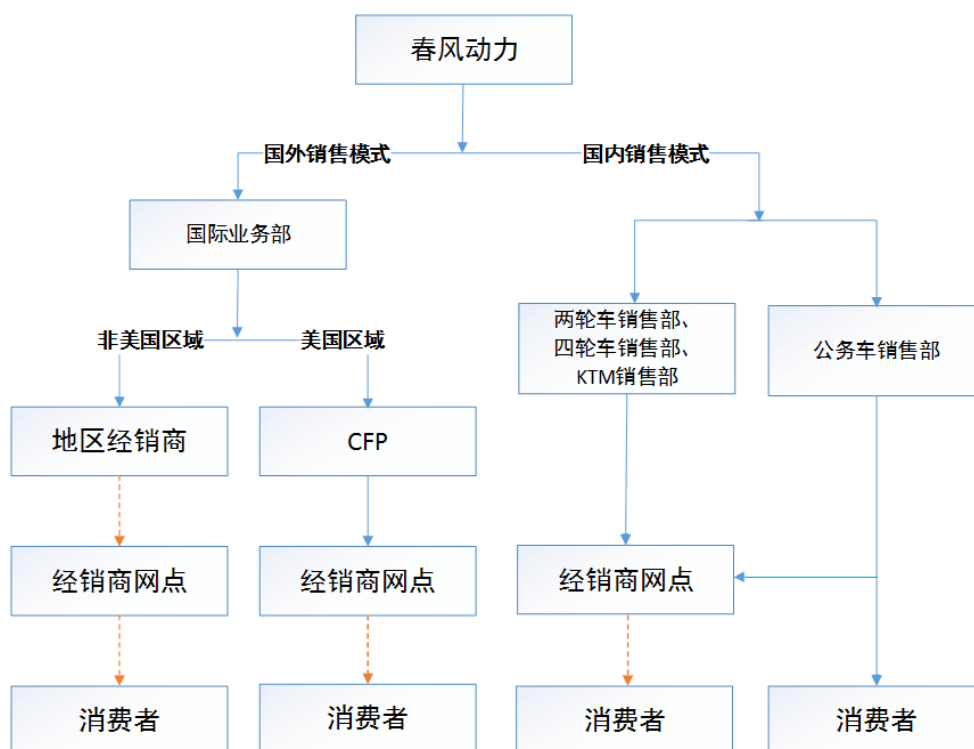 春风动力
国外销售模式
国内销售模式
国际业务部
非美国区域
美国区域
两轮车销售部、
四轮车销售部、
KTM销售部
公务车销售部
地区经销商
CFP
经销商网点
经销商网点
经销商网点
消费者
消费者
消费者
消费者